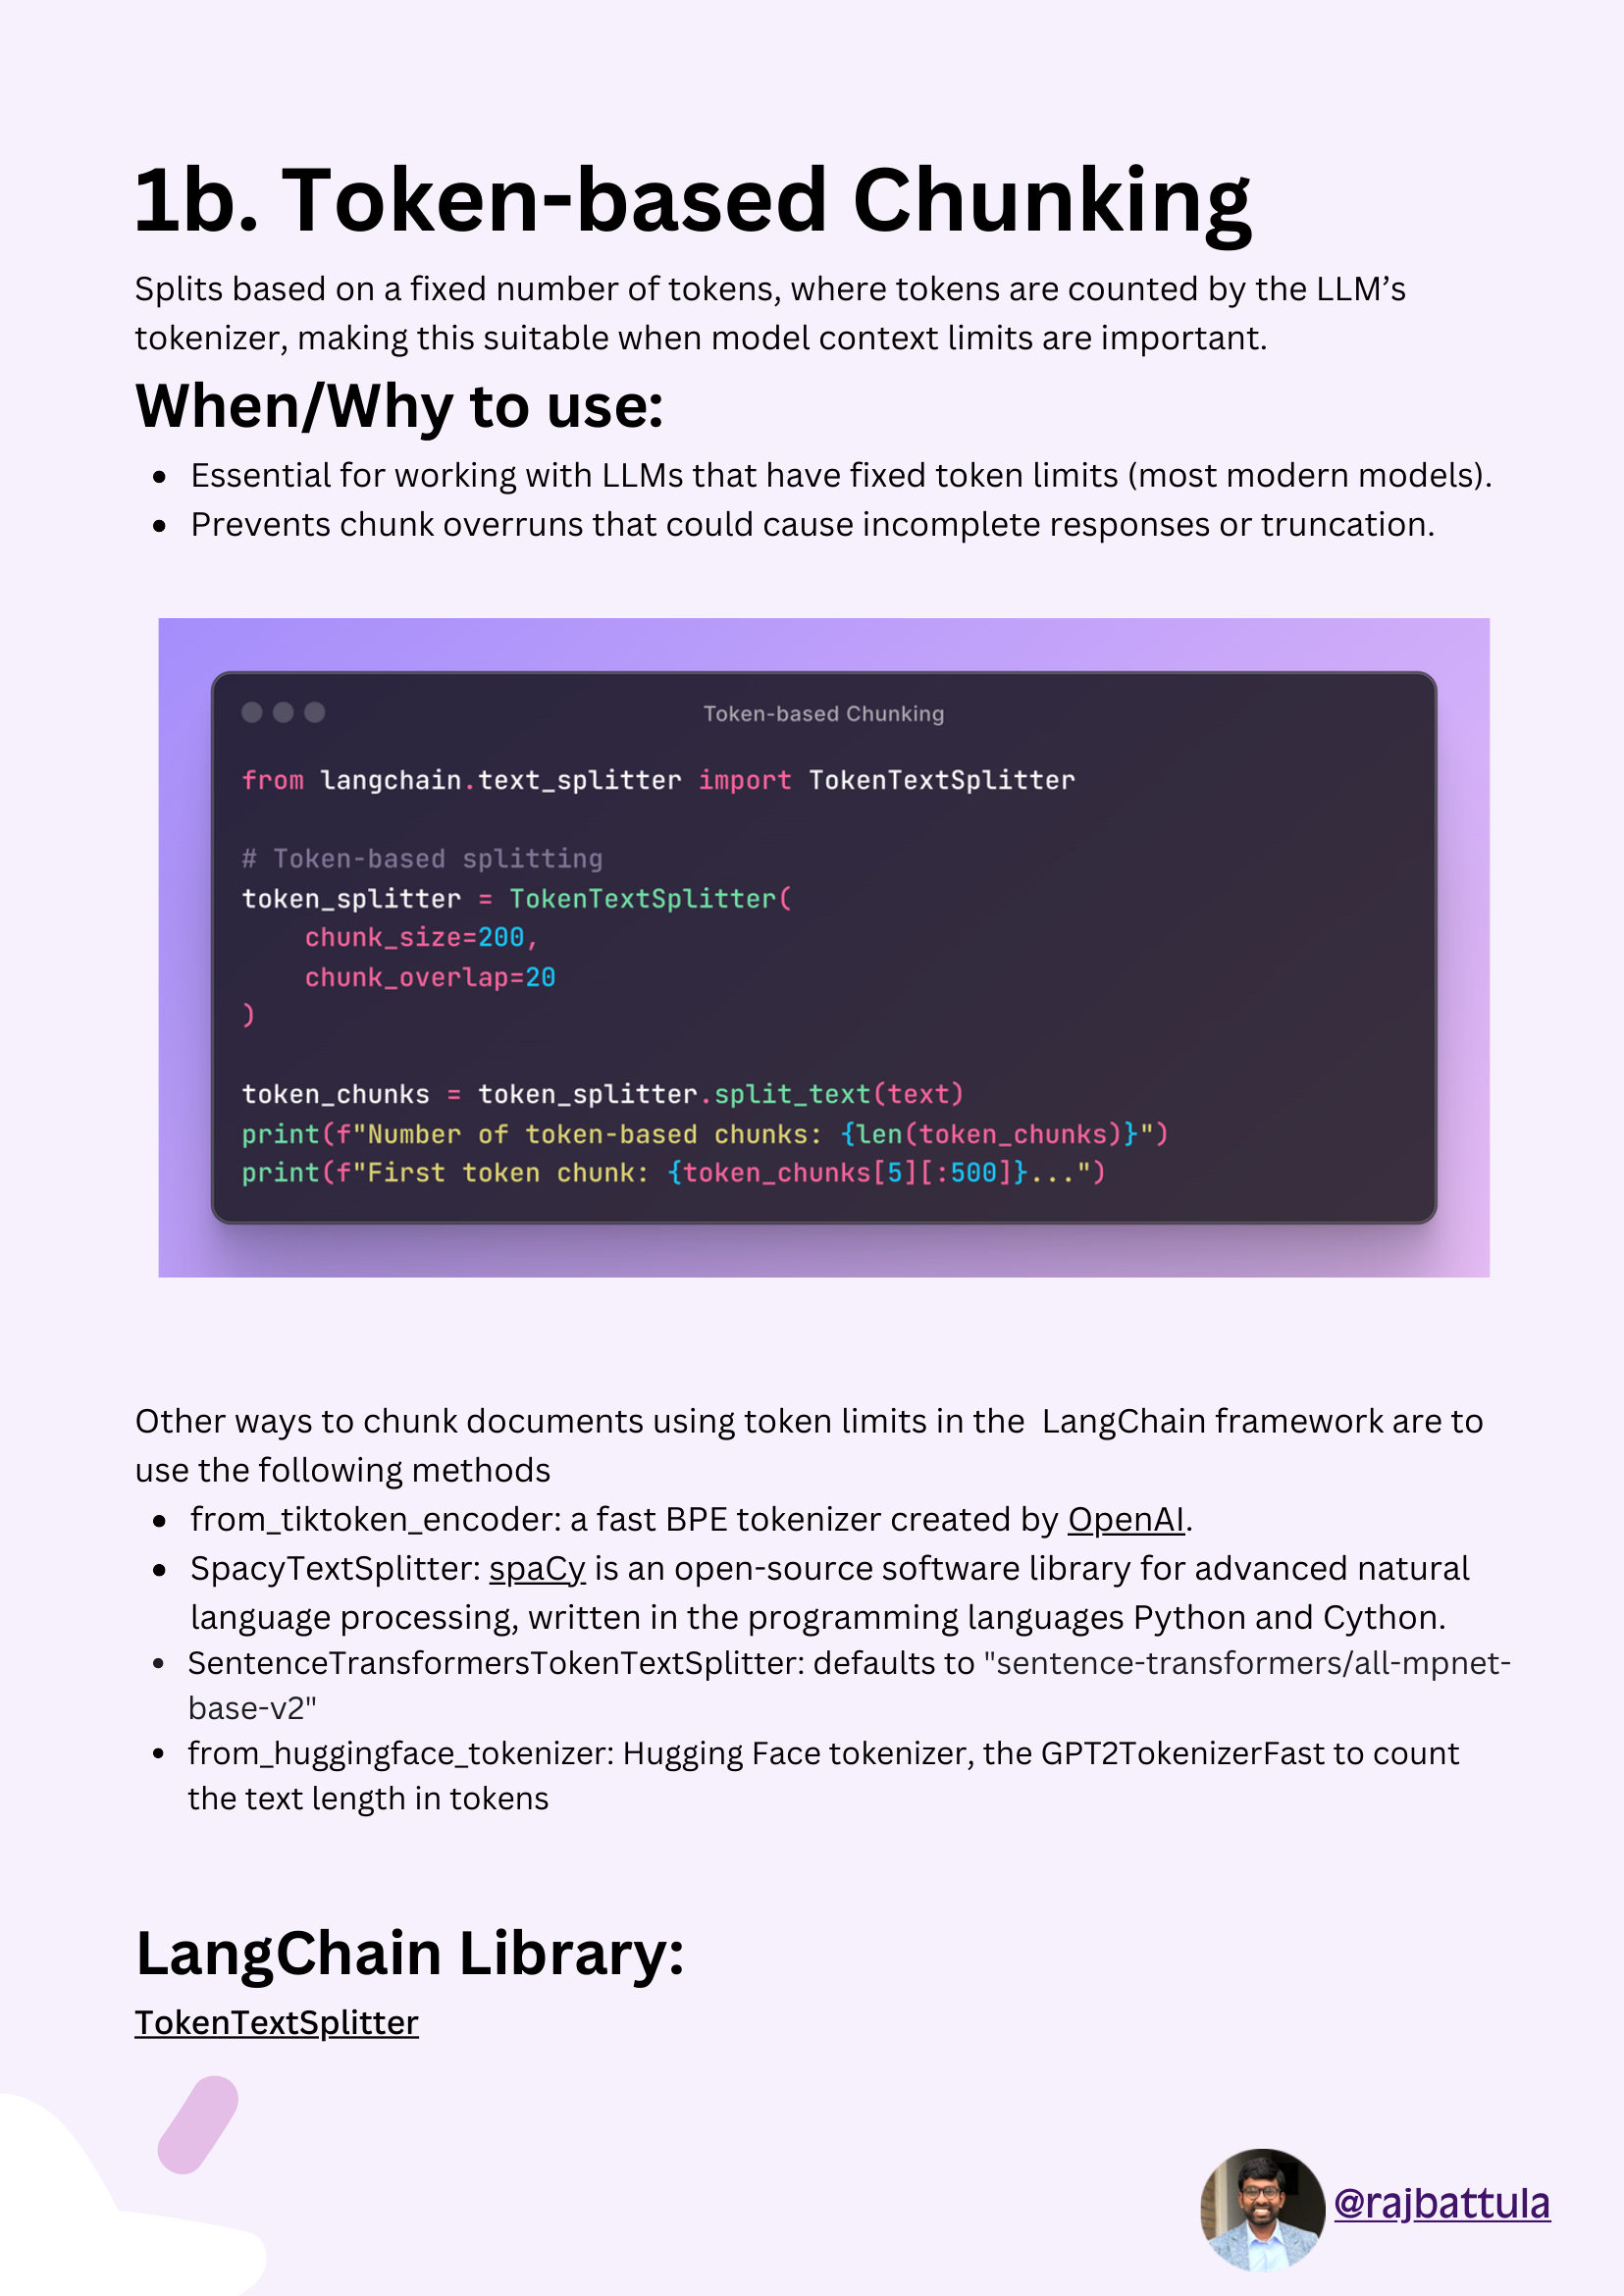 1b. Token-based Chunking
Splits based on a fixed number of tokens, where tokens are counted by the LLM’s
tokenizer, making this suitable when model context limits are important.
When/Why to use:
• Essential for working with LLMs that have fixed token limits (most modern models).
• Prevents chunk overruns that could cause incomplete responses or truncation.
Token-based Chunking
from langchain.text_splitter import TokenTextSplitter
# Token-based splitting
token_splitter = TokenTextSplitter(
    chunk_size=200,
    chunk_overlap=20
)
token_chunks = token_splitter.split_text(text)
print(f"Number of token-based chunks: {len(token_chunks)}")
print(f"First token chunk: {token_chunks[5][:500]}...")
Other ways to chunk documents using token limits in the  LangChain framework are to
use the following methods
• from_tiktoken_encoder: a fast BPE tokenizer created by OpenAI.
• SpacyTextSplitter: spaCy is an open-source software library for advanced natural
language processing, written in the programming languages Python and Cython.
• SentenceTransformersTokenTextSplitter: defaults to "sentence-transformers/all-mpnet-
base-v2"
• from_huggingface_tokenizer: Hugging Face tokenizer, the GPT2TokenizerFast to count
the text length in tokens
LangChain Library:
TokenTextSplitter
@rajbattula